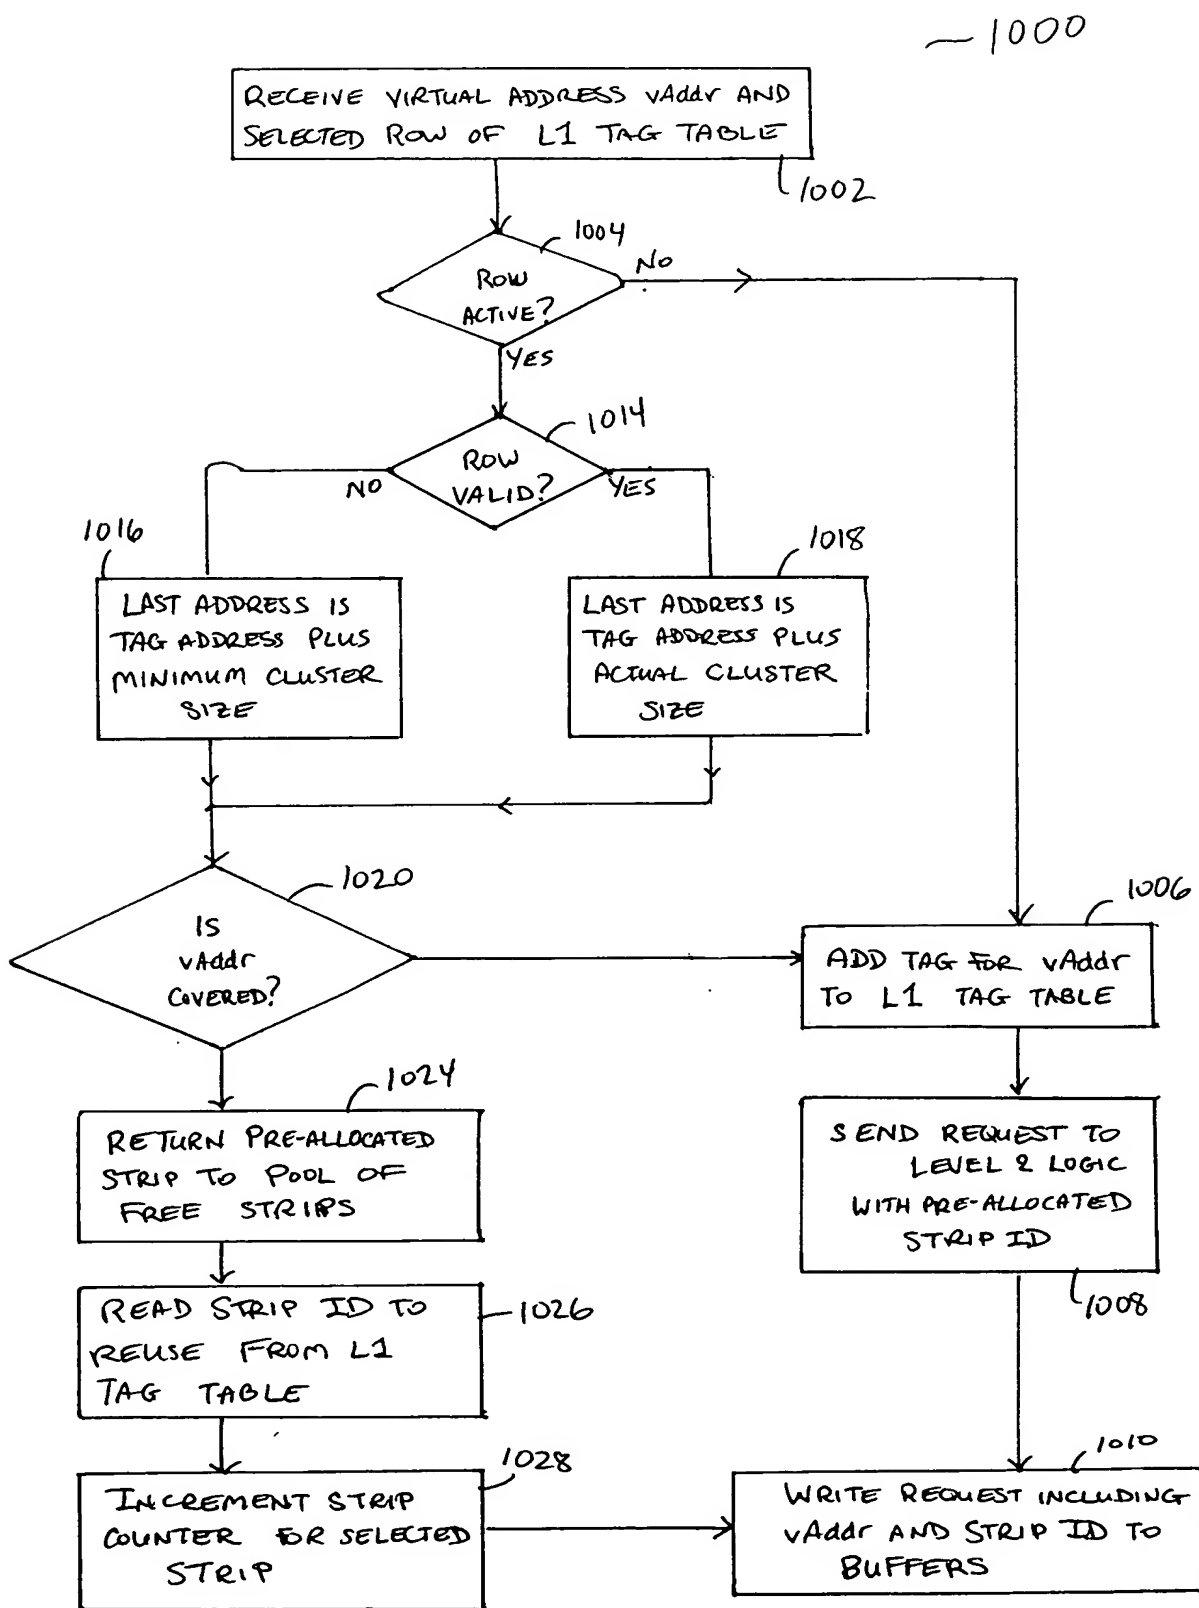 1000
RECEIVE VIRTUAL ADDRESS vAddr AND
SELECTED ROW OF L1 TAG TABLE
1002
1004
ROW
ACTIVE?
NO
YES
1014
ROW
VALID?
NO
YES
1016
LAST ADDRESS IS
TAG ADDRESS PLUS
MINIMUM CLUSTER
SIZE
1018
LAST ADDRESS IS
TAG ADDRESS PLUS
ACTUAL CLUSTER
SIZE
1020
IS
vAddr
COVERED?
1006
ADD TAG FOR vAddr
TO L1 TAG TABLE
1024
RETURN PRE-ALLOCATED
STRIP TO POOL OF
FREE STRIPS
SEND REQUEST TO
LEVEL 2 LOGIC
WITH PRE-ALLOCATED
STRIP ID
1008
READ STRIP ID TO
REUSE FROM L1
TAG TABLE
1026
INCREMENT STRIP
COUNTER FOR SELECTED
STRIP
1028
1010
WRITE REQUEST INCLUDING
vAddr AND STRIP ID TO
BUFFERS